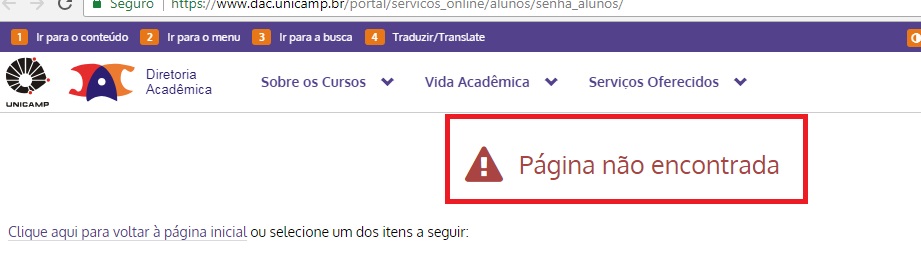 Seguro https://www.dac.unicamp.br/portal/servicos_online/alunos/senha_alunos/
1 Ir para o conteúdo 2 Ir para o menu 3 Ir para a busca 4 Traduzir/Translate
UNICAMP
Diretoria
Acadêmica
Sobre os Cursos Vida Acadêmica Serviços Oferecidos
Página não encontrada
Clique aqui para voltar à página inicial ou selecione um dos itens a seguir: